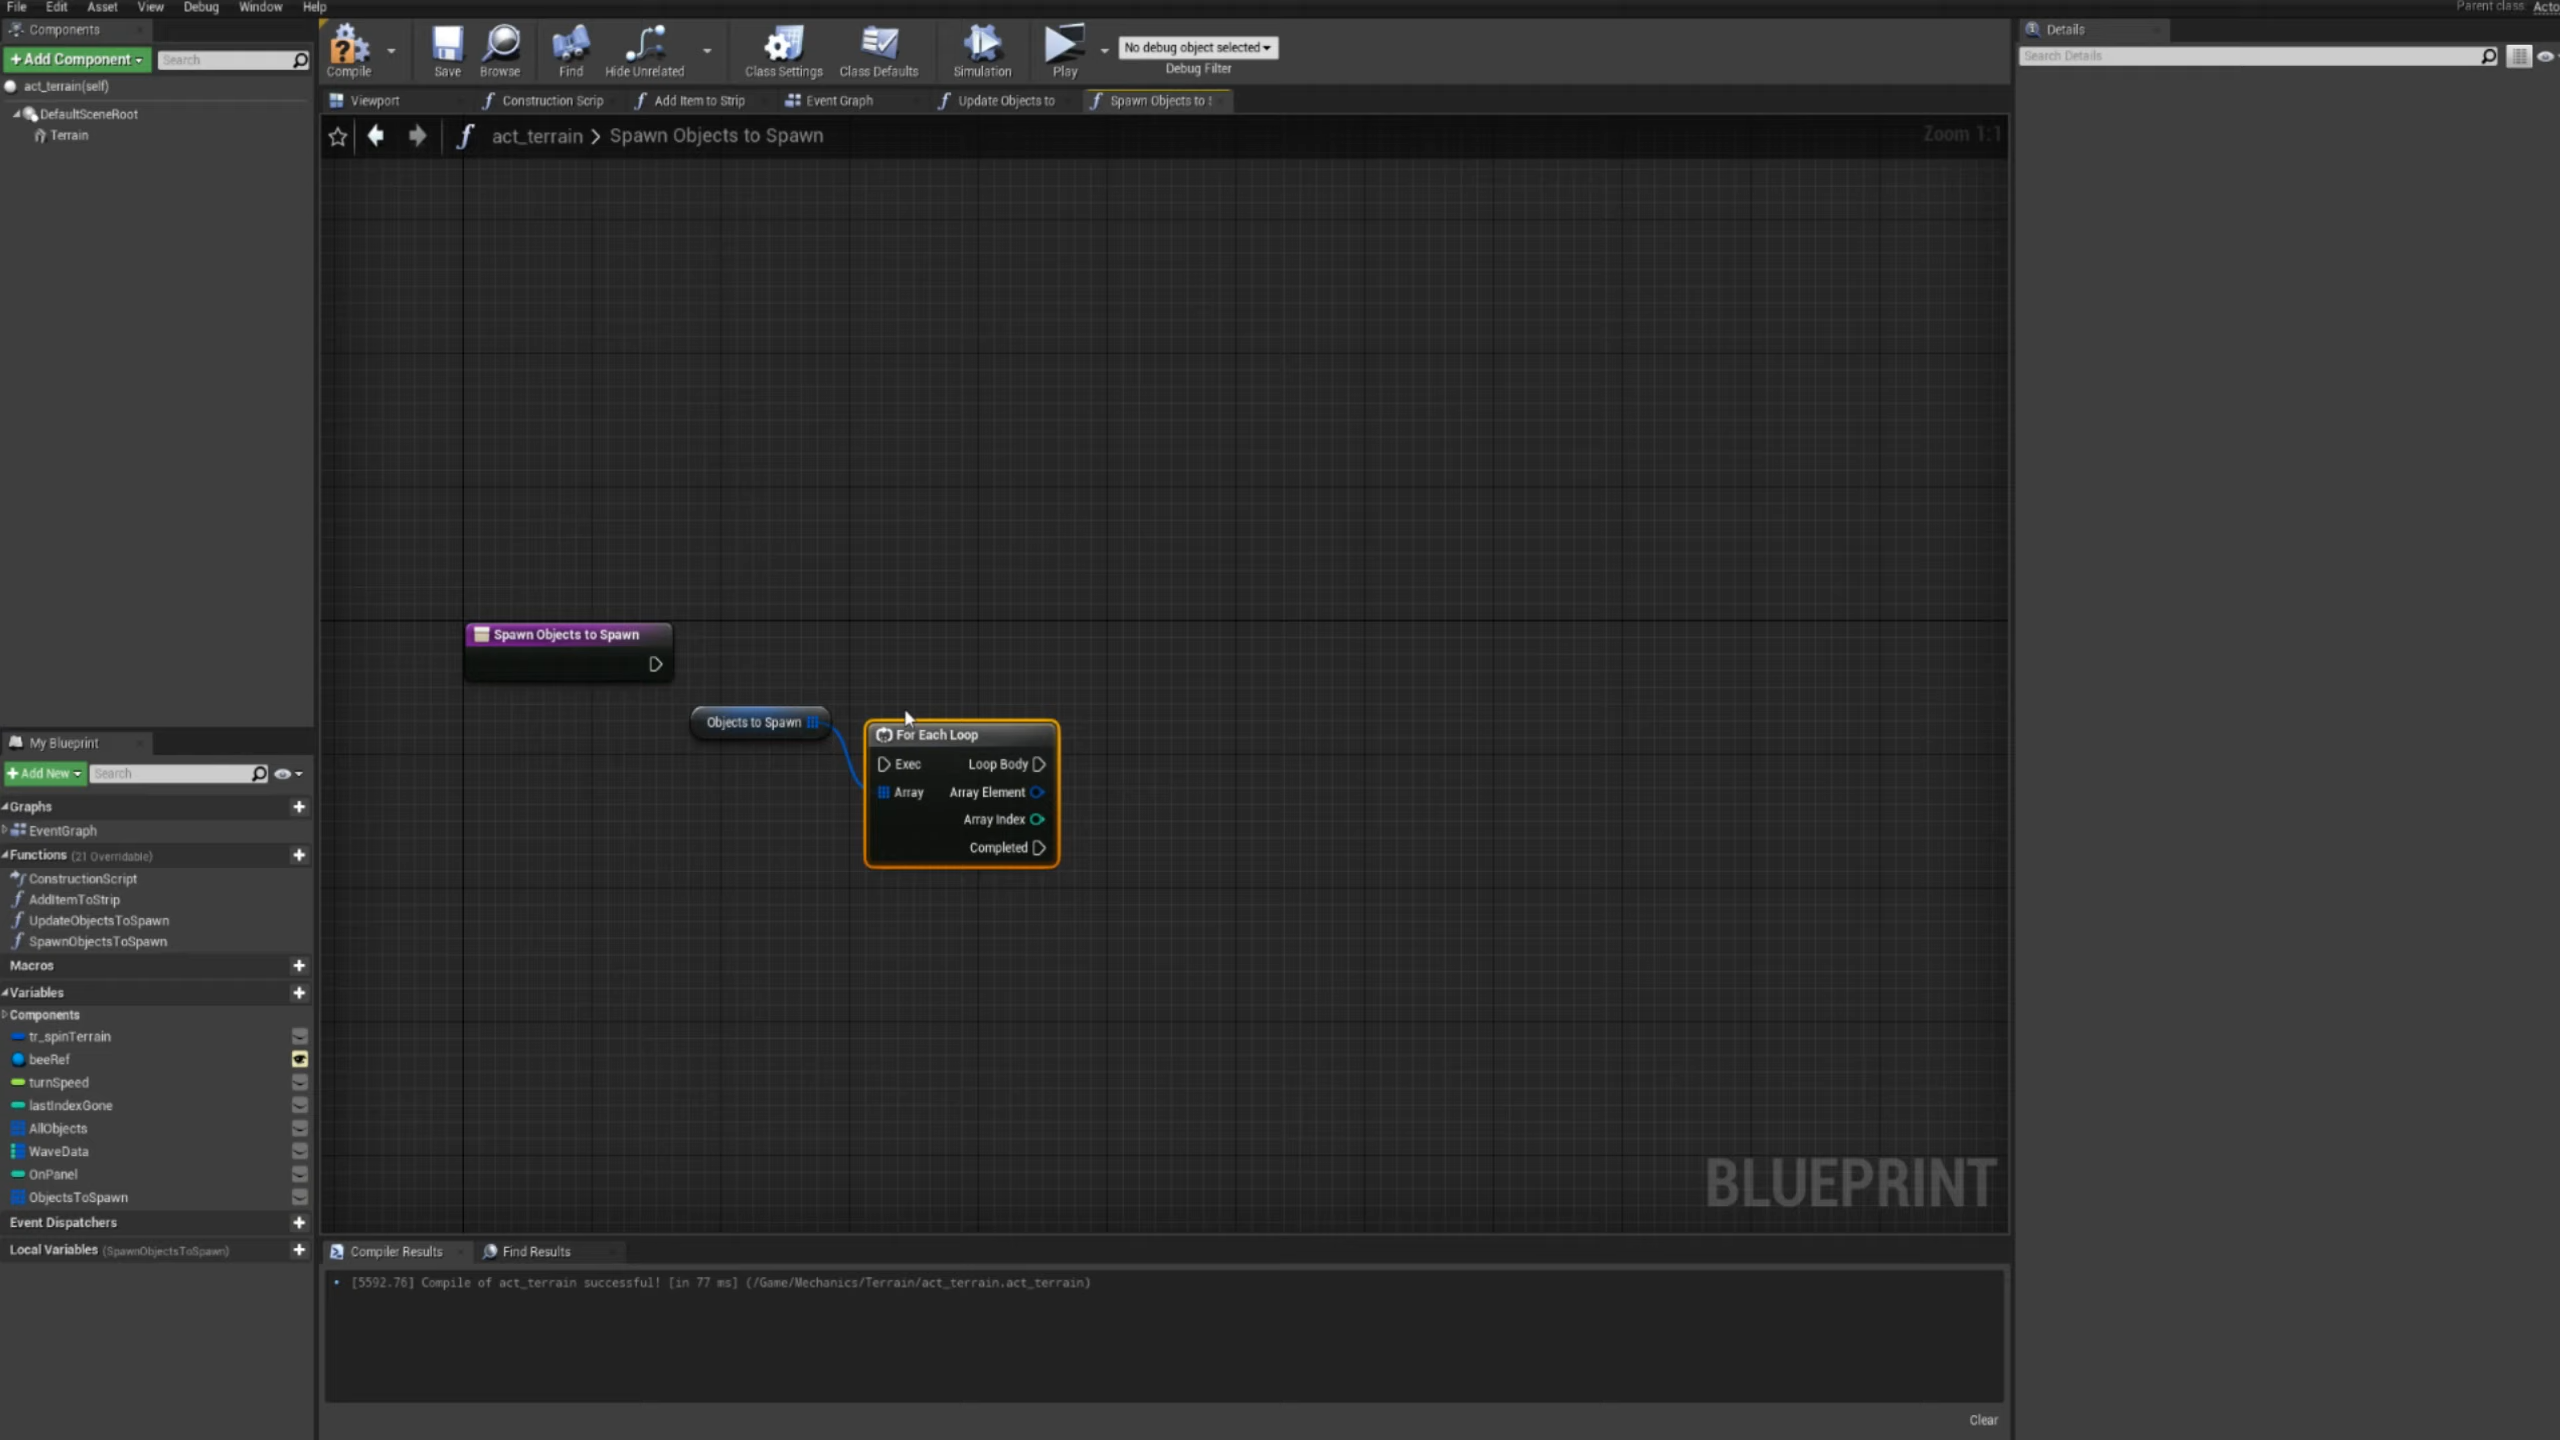 File Edit Asset View Debug Window Help
Parent class: Acto
Components
+Add Component
Search
act_terrain(self)
DefaultSceneRoot
Terrain
Compile
Save
Browse
Find
Hide Unrelated
Class Settings
Class Defaults
Simulation
Play
No debug object selected
Debug Filter
Details
Search Details
Viewport
Construction Scrip
Add Item to Strip
Event Graph
Update Objects to
Spawn Objects to S
act_terrain > Spawn Objects to Spawn
Zoom 1:1
Spawn Objects to Spawn
Objects to Spawn
For Each Loop
Exec Loop Body
Array Array Element
Array Index
Completed
BLUEPRINT
My Blueprint
+Add New
Search
Graphs
EventGraph
Functions (21 Overridable)
ConstructionScript
AddItemToStrip
UpdateObjectsToSpawn
SpawnObjectsToSpawn
Macros
Variables
Components
tr_spinTerrain
beeRef
turnSpeed
lastIndexGone
AllObjects
WaveData
OnPanel
ObjectsToSpawn
Event Dispatchers
Local Variables (SpawnObjectsToSpawn)
Compiler Results
Find Results
[5592.76] Compile of act_terrain successful! [in 77 ms] (/Game/Mechanics/Terrain/act_terrain.act_terrain)
Clear